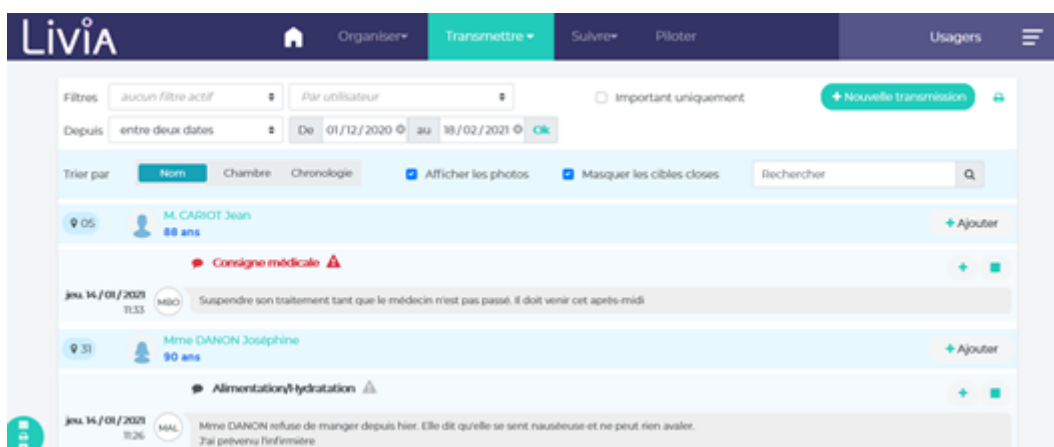 Livia
Organiser Transmettre Suivre Piloter Usagers
Filtres aucun filtre actif Par utilisateur Important uniquement + Nouvelle transmission
Depuis entre deux dates De 01/12/2020 au 18/02/2021 Ok
Trier par Nom Chambre Chronologie Afficher les photos Masquer les cibles closes Rechercher
05 M. CARIOT Jean + Ajouter
88 ans
Consigne médicale
jeu. 14/01/2021 MBO Suspendre son traitement tant que le médecin n'est pas passé. Il doit venir cet après-midi
11:33
31 Mme DANON Joséphine + Ajouter
90 ans
Alimentation/Hydratation
jeu. 14/01/2021 MAL Mme DANON refuse de manger depuis hier. Elle dit qu'elle se sent nauséeuse et ne peut rien avaler.
11:26 J'ai prévenu l'infirmière